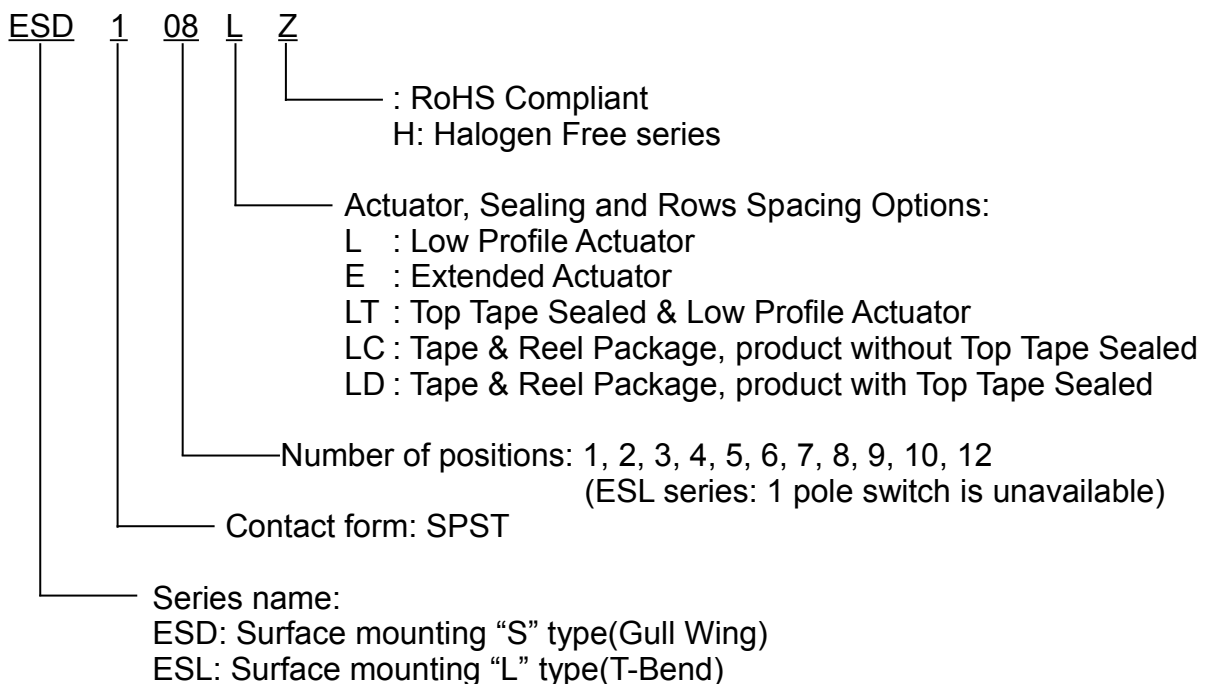 ESD 1 08 L Z
: RoHS Compliant
H: Halogen Free series
Actuator, Sealing and Rows Spacing Options:
L : Low Profile Actuator
E : Extended Actuator
LT : Top Tape Sealed & Low Profile Actuator
LC : Tape & Reel Package, product without Top Tape Sealed
LD : Tape & Reel Package, product with Top Tape Sealed
Number of positions: 1, 2, 3, 4, 5, 6, 7, 8, 9, 10, 12
(ESL series: 1 pole switch is unavailable)
Contact form: SPST
Series name:
ESD: Surface mounting “S” type(Gull Wing)
ESL: Surface mounting “L” type(T-Bend)